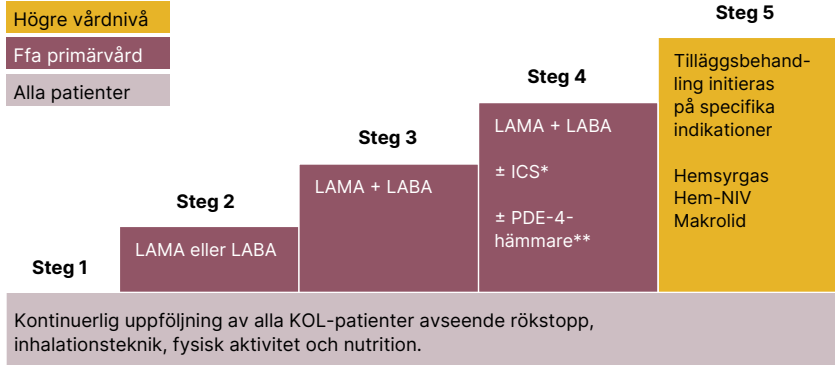 Högre vårdnivå
Ffa primärvård
Alla patienter
Steg 1
Steg 2
LAMA eller LABA
Steg 3
LAMA + LABA
Steg 4
LAMA + LABA
± ICS*
± PDE-4-
hämmare**
Steg 5
Tilläggsbehand-
ling initieras
på specifika
indikationer
Hemsyrgas
Hem-NIV
Makrolid
Kontinuerlig uppföljning av alla KOL-patienter avseende rökstopp,
inhalationsteknik, fysisk aktivitet och nutrition.